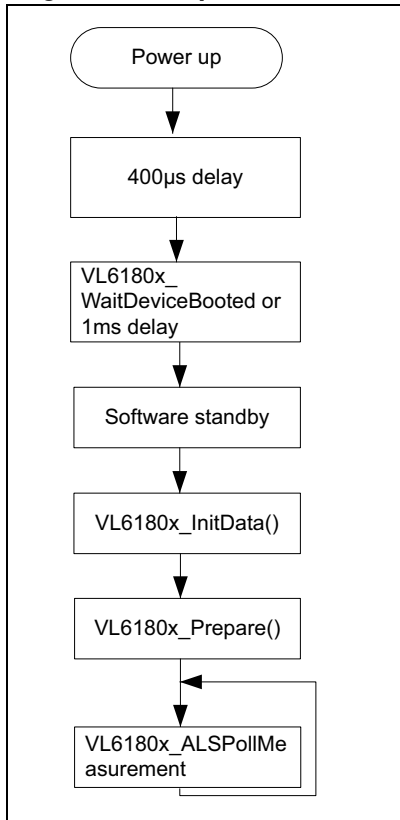 Power up
400µs delay
VL6180x_
WaitDeviceBooted or
1ms delay
Software standby
VL6180x_InitData()
VL6180x_Prepare()
VL6180x_ALSPollMe
asurement